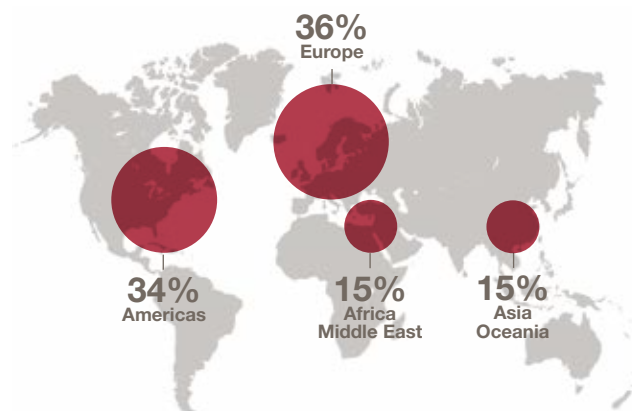 36%
Europe
34%
Americas
15%
Africa
Middle East
15%
Asia
Oceania